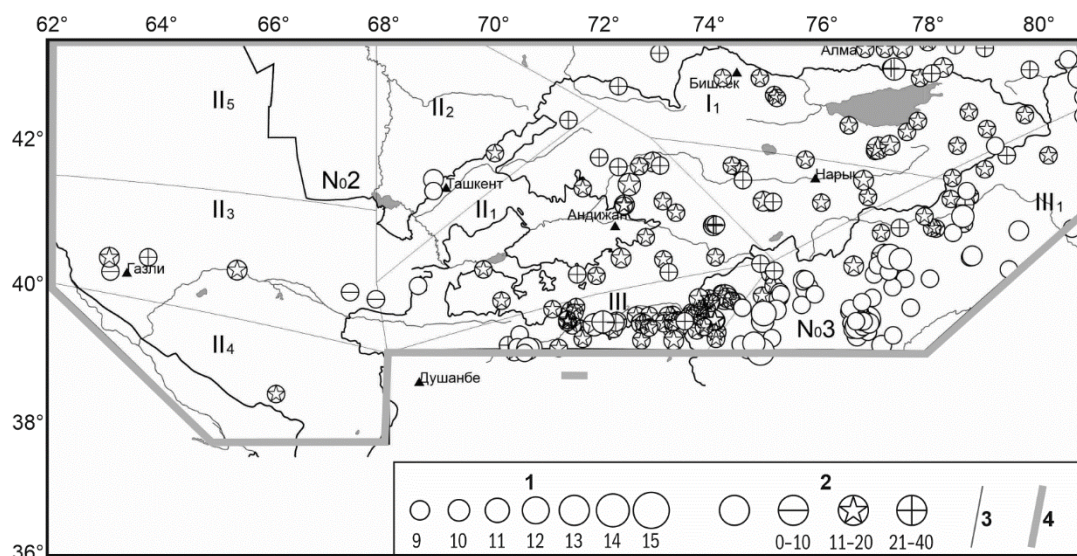 62 64 66 68 70 72 74 76 78 80
Алма
Бишкек
II₅
II₂
I₁
42°
N₀2
Ташкент
Нарын
II₁
III₁
II₃
Андижан
Газли
40°
III
N₀3
II₄
Душанбе
38°
1 2
3 4
9 10 11 12 13 14 15 0–10 11–20 21–40
36°